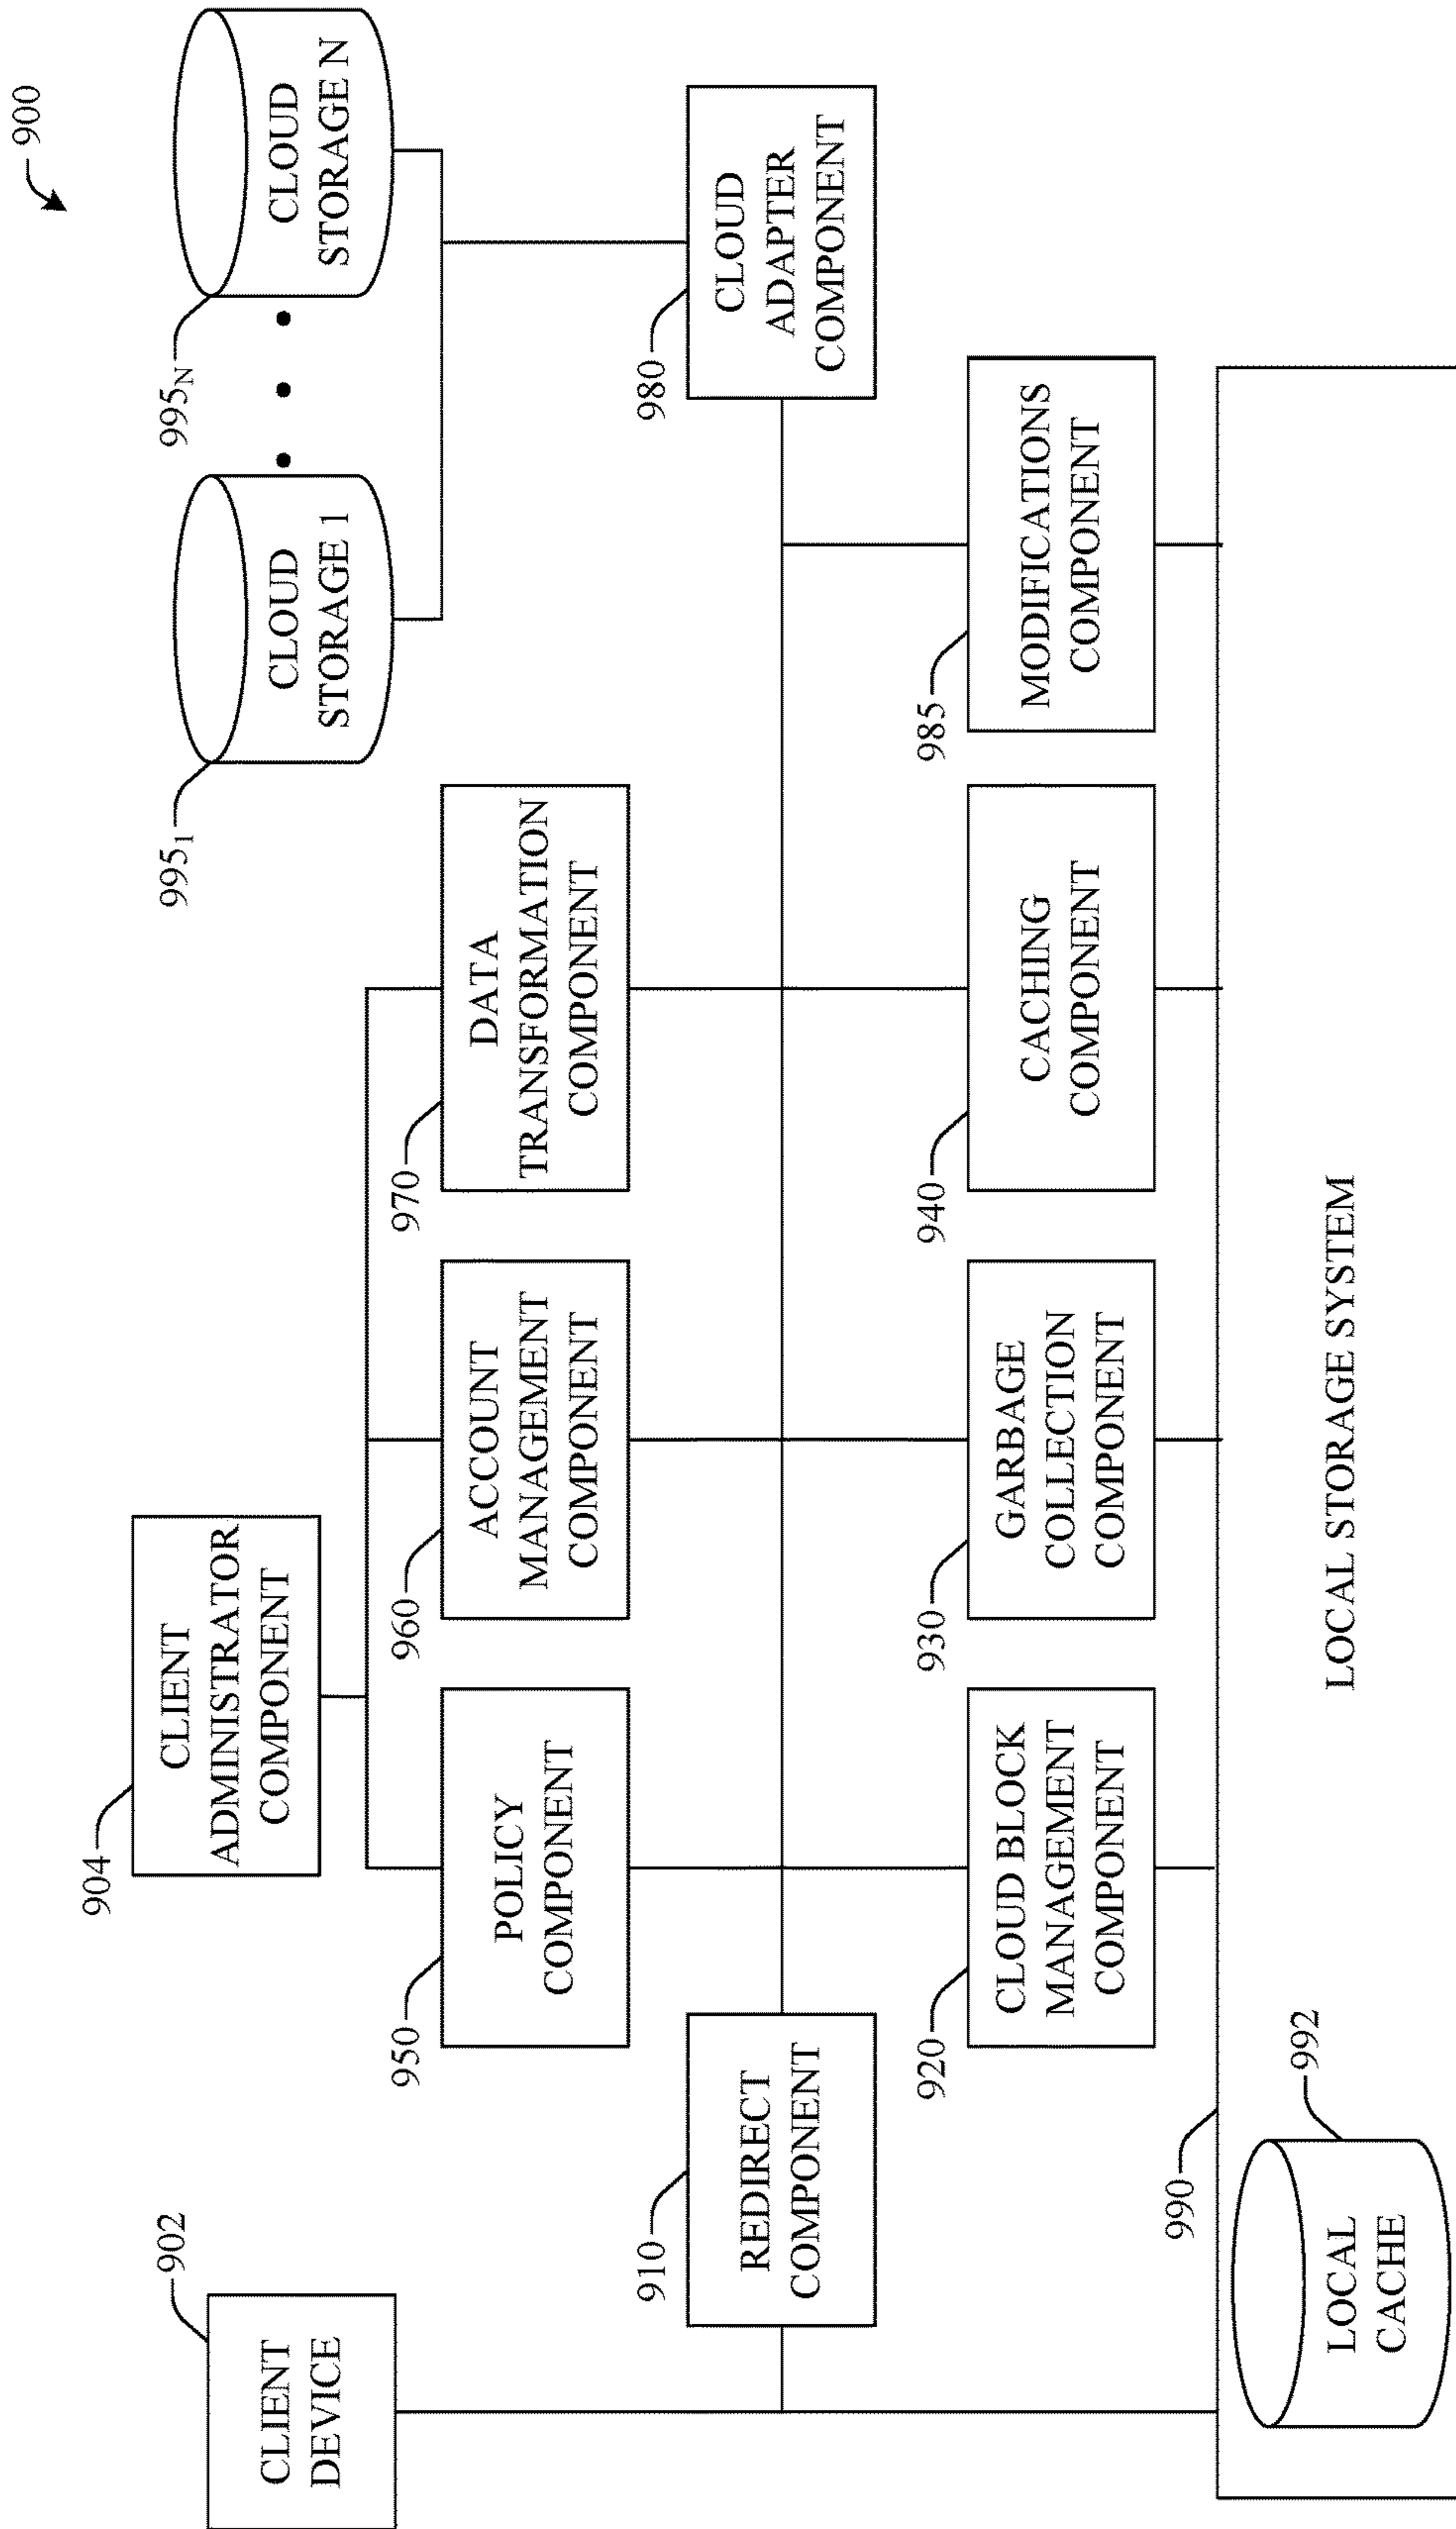 900
904
CLIENT
ADMINISTRATOR
COMPONENT
902
CLIENT
DEVICE
995₁
CLOUD
STORAGE 1
995N
CLOUD
STORAGE N
950
POLICY
COMPONENT
960
ACCOUNT
MANAGEMENT
COMPONENT
970
DATA
TRANSFORMATION
COMPONENT
910
REDIRECT
COMPONENT
980
CLOUD
ADAPTER
COMPONENT
920
CLOUD BLOCK
MANAGEMENT
COMPONENT
930
GARBAGE
COLLECTION
COMPONENT
940
CACHING
COMPONENT
985
MODIFICATIONS
COMPONENT
990
992
LOCAL
CACHE
LOCAL STORAGE SYSTEM